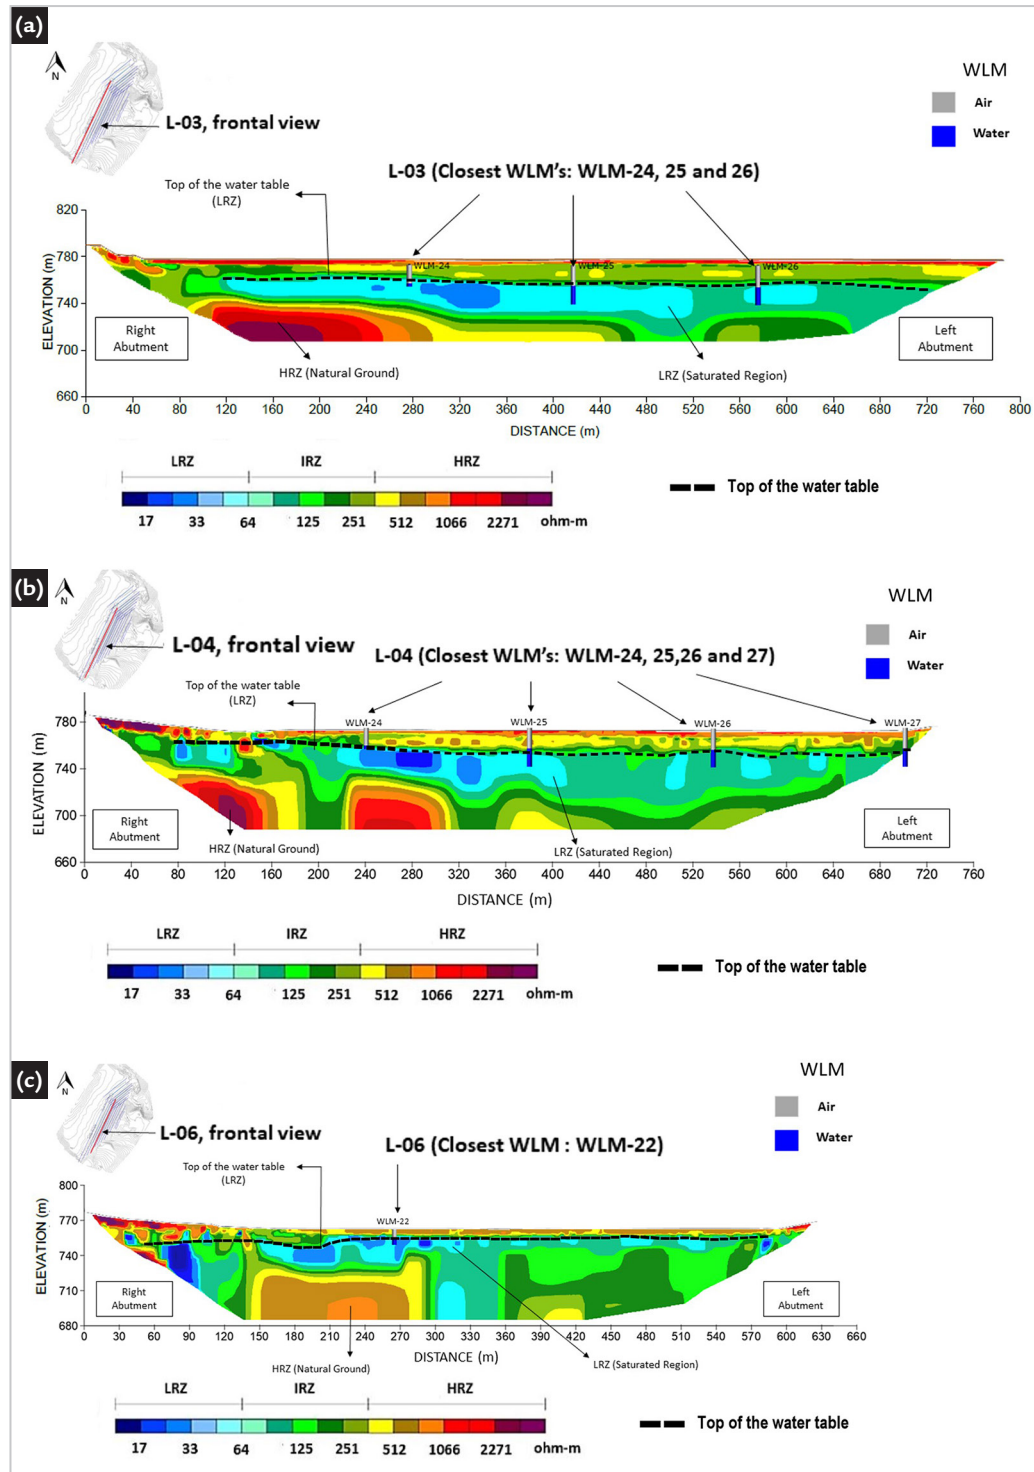 (a)
N
L-03, frontal view
WLM
Air
Water
L-03 (Closest WLM's: WLM-24, 25 and 26)
Top of the water table
(LRZ)
820
780
740
700
660
ELEVATION (m)
WLM-24
WLM-25
WLM-26
Right
Abutment
Left
Abutment
HRZ (Natural Ground)
LRZ (Saturated Region)
0 40 80 120 160 200 240 280 320 360 400 440 480 520 560 600 640 680 720 760 800
DISTANCE (m)
LRZ IRZ HRZ
17 33 64 125 251 512 1066 2271 ohm-m
Top of the water table
(b)
N
L-04, frontal view
WLM
Air
Water
L-04 (Closest WLM's: WLM-24, 25,26 and 27)
Top of the water table
(LRZ)
780
740
700
660
ELEVATION (m)
WLM-24
WLM-25
WLM-26
WLM-27
Right
Abutment
Left
Abutment
HRZ (Natural Ground)
LRZ (Saturated Region)
0 40 80 120 160 200 240 280 320 360 400 440 480 520 560 600 640 680 720 760
DISTANCE (m)
LRZ IRZ HRZ
17 33 64 125 251 512 1066 2271 ohm-m
Top of the water table
(c)
N
L-06, frontal view
WLM
Air
Water
L-06 (Closest WLM : WLM-22)
Top of the water table
(LRZ)
800
770
740
710
680
ELEVATION (m)
WLM-22
Right
Abutment
Left
Abutment
0 30 60 90 120 150 180 210 240 270 300 330 360 390 420 450 480 510 540 570 600 630 660
DISTANCE (m)
HRZ (Natural Ground)
LRZ (Saturated Region)
LRZ IRZ HRZ
17 33 64 125 251 512 1066 2271 ohm-m
Top of the water table